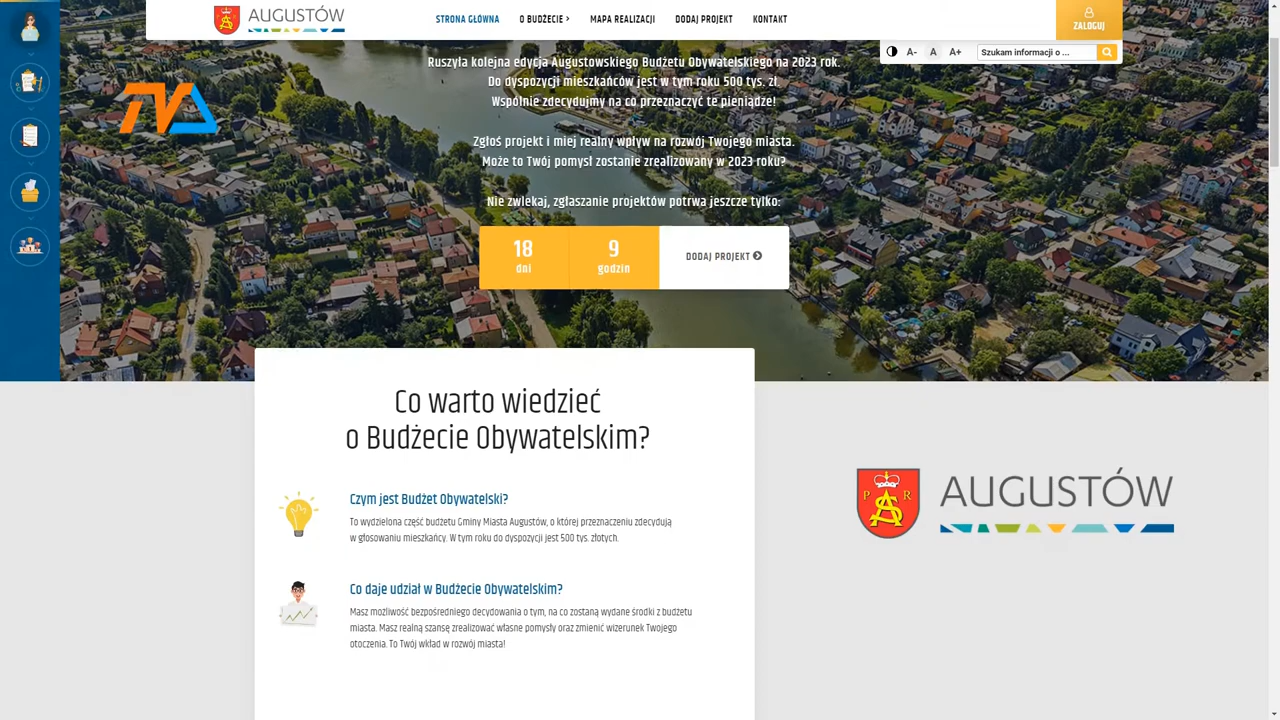 AUGUSTÓW
STRONA GŁÓWNA
O BUDŻECIE
MAPA REALIZACJI
DODAJ PROJEKT
KONTAKT
ZALOGUJ
A- A A+
Szukam informacji o ...
TVA
Ruszyła kolejna edycja Augustowskiego Budżetu Obywatelskiego na 2023 rok.
Do dyspozycji mieszkańców jest w tym roku 500 tys. zł.
Wspólnie zdecydujmy na co przeznaczyć te pieniądze!
Zgłoś projekt i miej realny wpływ na rozwój Twojego miasta.
Może to Twój pomysł zostanie zrealizowany w 2023 roku?
Nie zwlekaj, zgłaszanie projektów potrwa jeszcze tylko:
18 dni
9 godzin
DODAJ PROJEKT
Co warto wiedzieć
o Budżecie Obywatelskim?
Czym jest Budżet Obywatelski?
To wydzielona część budżetu Gminy Miasta Augustów, o której przeznaczeniu zdecydują
w głosowaniu mieszkańcy. W tym roku do dyspozycji jest 500 tys. złotych.
Co daje udział w Budżecie Obywatelskim?
Masz możliwość bezpośredniego decydowania o tym, na co zostaną wydane środki z budżetu
miasta. Masz realną szansę zrealizować własne pomysły oraz zmienić wizerunek Twojego
otoczenia. To Twój wkład w rozwój miasta!
P R
AUGUSTÓW